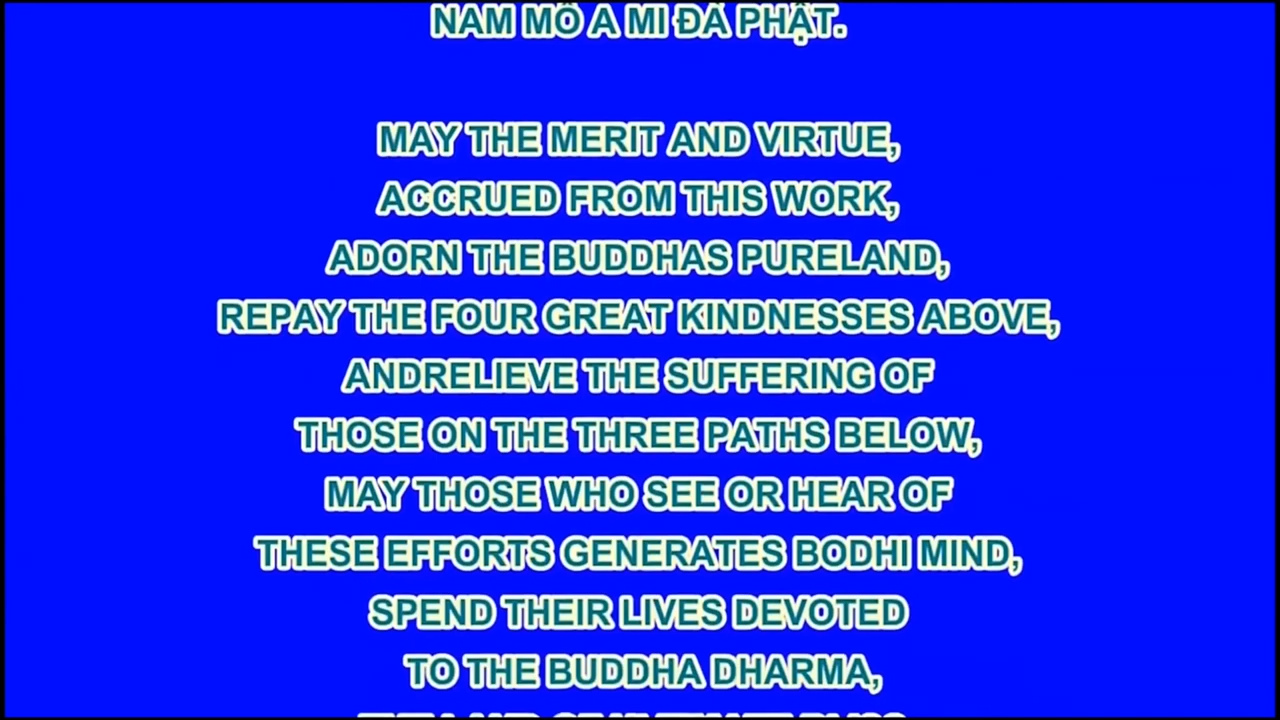 NAM MÔ A MI ĐÀ PHẬT.
MAY THE MERIT AND VIRTUE,
ACCRUED FROM THIS WORK,
ADORN THE BUDDHAS PURELAND,
REPAY THE FOUR GREAT KINDNESSES ABOVE,
ANDRELIEVE THE SUFFERING OF
THOSE ON THE THREE PATHS BELOW,
MAY THOSE WHO SEE OR HEAR OF
THESE EFFORTS GENERATES BODHI MIND,
SPEND THEIR LIVES DEVOTED
TO THE BUDDHA DHARMA,